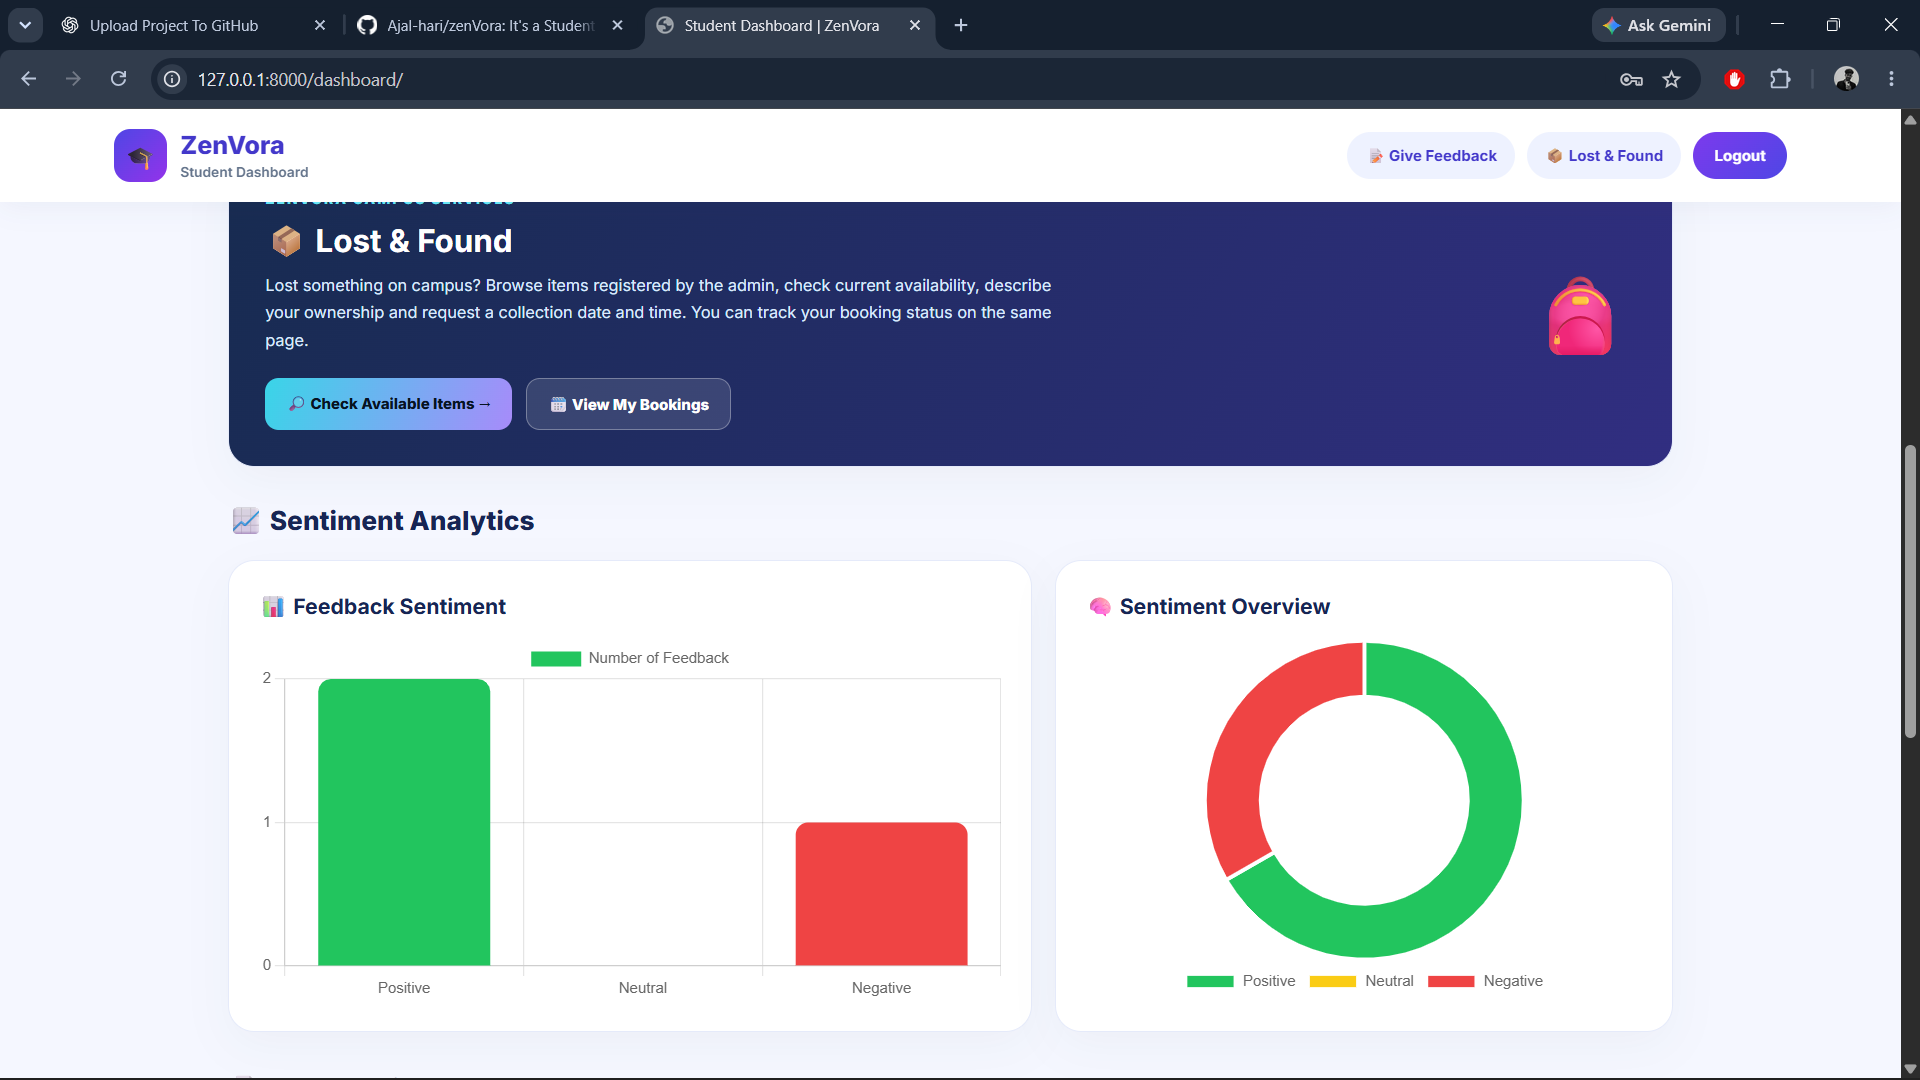 Upload Project To GitHub
Ajal-hari/zenVora: It's a Student
Student Dashboard | ZenVora
Ask Gemini
127.0.0.1:8000/dashboard/
ZenVora
Student Dashboard
Give Feedback
Lost & Found
Logout
Lost & Found
Lost something on campus? Browse items registered by the admin, check current availability, describe
your ownership and request a collection date and time. You can track your booking status on the same
page.
Check Available Items →
View My Bookings
Sentiment Analytics
Feedback Sentiment
Number of Feedback
2
1
0
Positive
Neutral
Negative
Sentiment Overview
Positive
Neutral
Negative